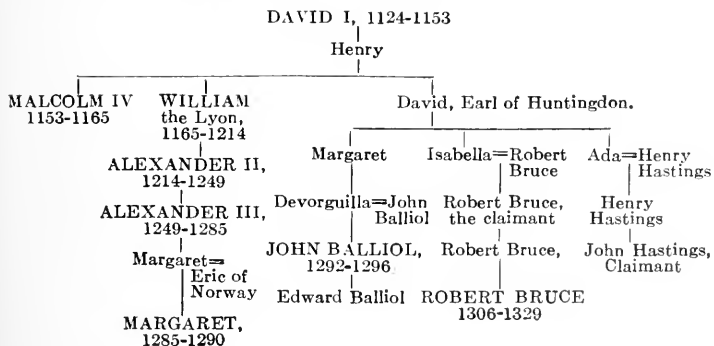 DAVID I, 1124-1153
Henry
MALCOLM IV
1153-1165
WILLIAM
the Lyon,
1165-1214
David, Earl of Huntingdon.
ALEXANDER II,
1214-1249
Margaret
Isabella=Robert
Bruce
Ada=Henry
Hastings
ALEXANDER III,
1249-1285
Devorguilla=John
Balliol
Robert Bruce,
the claimant
Henry
Hastings
Margaret=
Eric of
Norway
JOHN BALLIOL,
1292-1296
Robert Bruce,
John Hastings,
Claimant
MARGARET,
1285-1290
Edward Balliol
ROBERT BRUCE
1306-1329